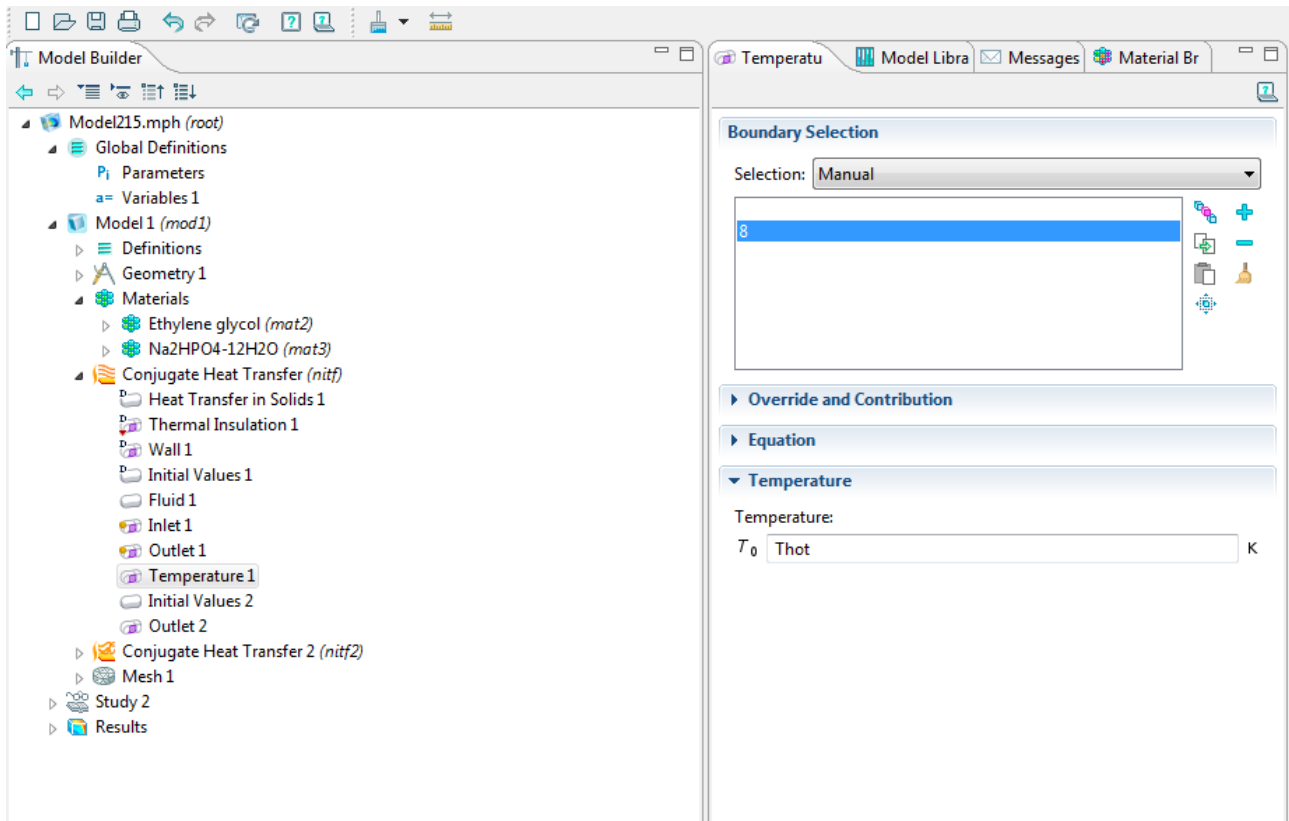 Model Builder
Model215.mph (root)
Global Definitions
Pi Parameters
a= Variables 1
Model 1 (mod1)
Definitions
Geometry 1
Materials
Ethylene glycol (mat2)
Na2HPO4-12H2O (mat3)
Conjugate Heat Transfer (nitf)
Heat Transfer in Solids 1
Thermal Insulation 1
Wall 1
Initial Values 1
Fluid 1
Inlet 1
Outlet 1
Temperature 1
Initial Values 2
Outlet 2
Conjugate Heat Transfer 2 (nitf2)
Mesh 1
Study 2
Results
Temperatu Model Libra Messages Material Br
Boundary Selection
Selection: Manual
8
Override and Contribution
Equation
Temperature
Temperature:
T0 Thot K